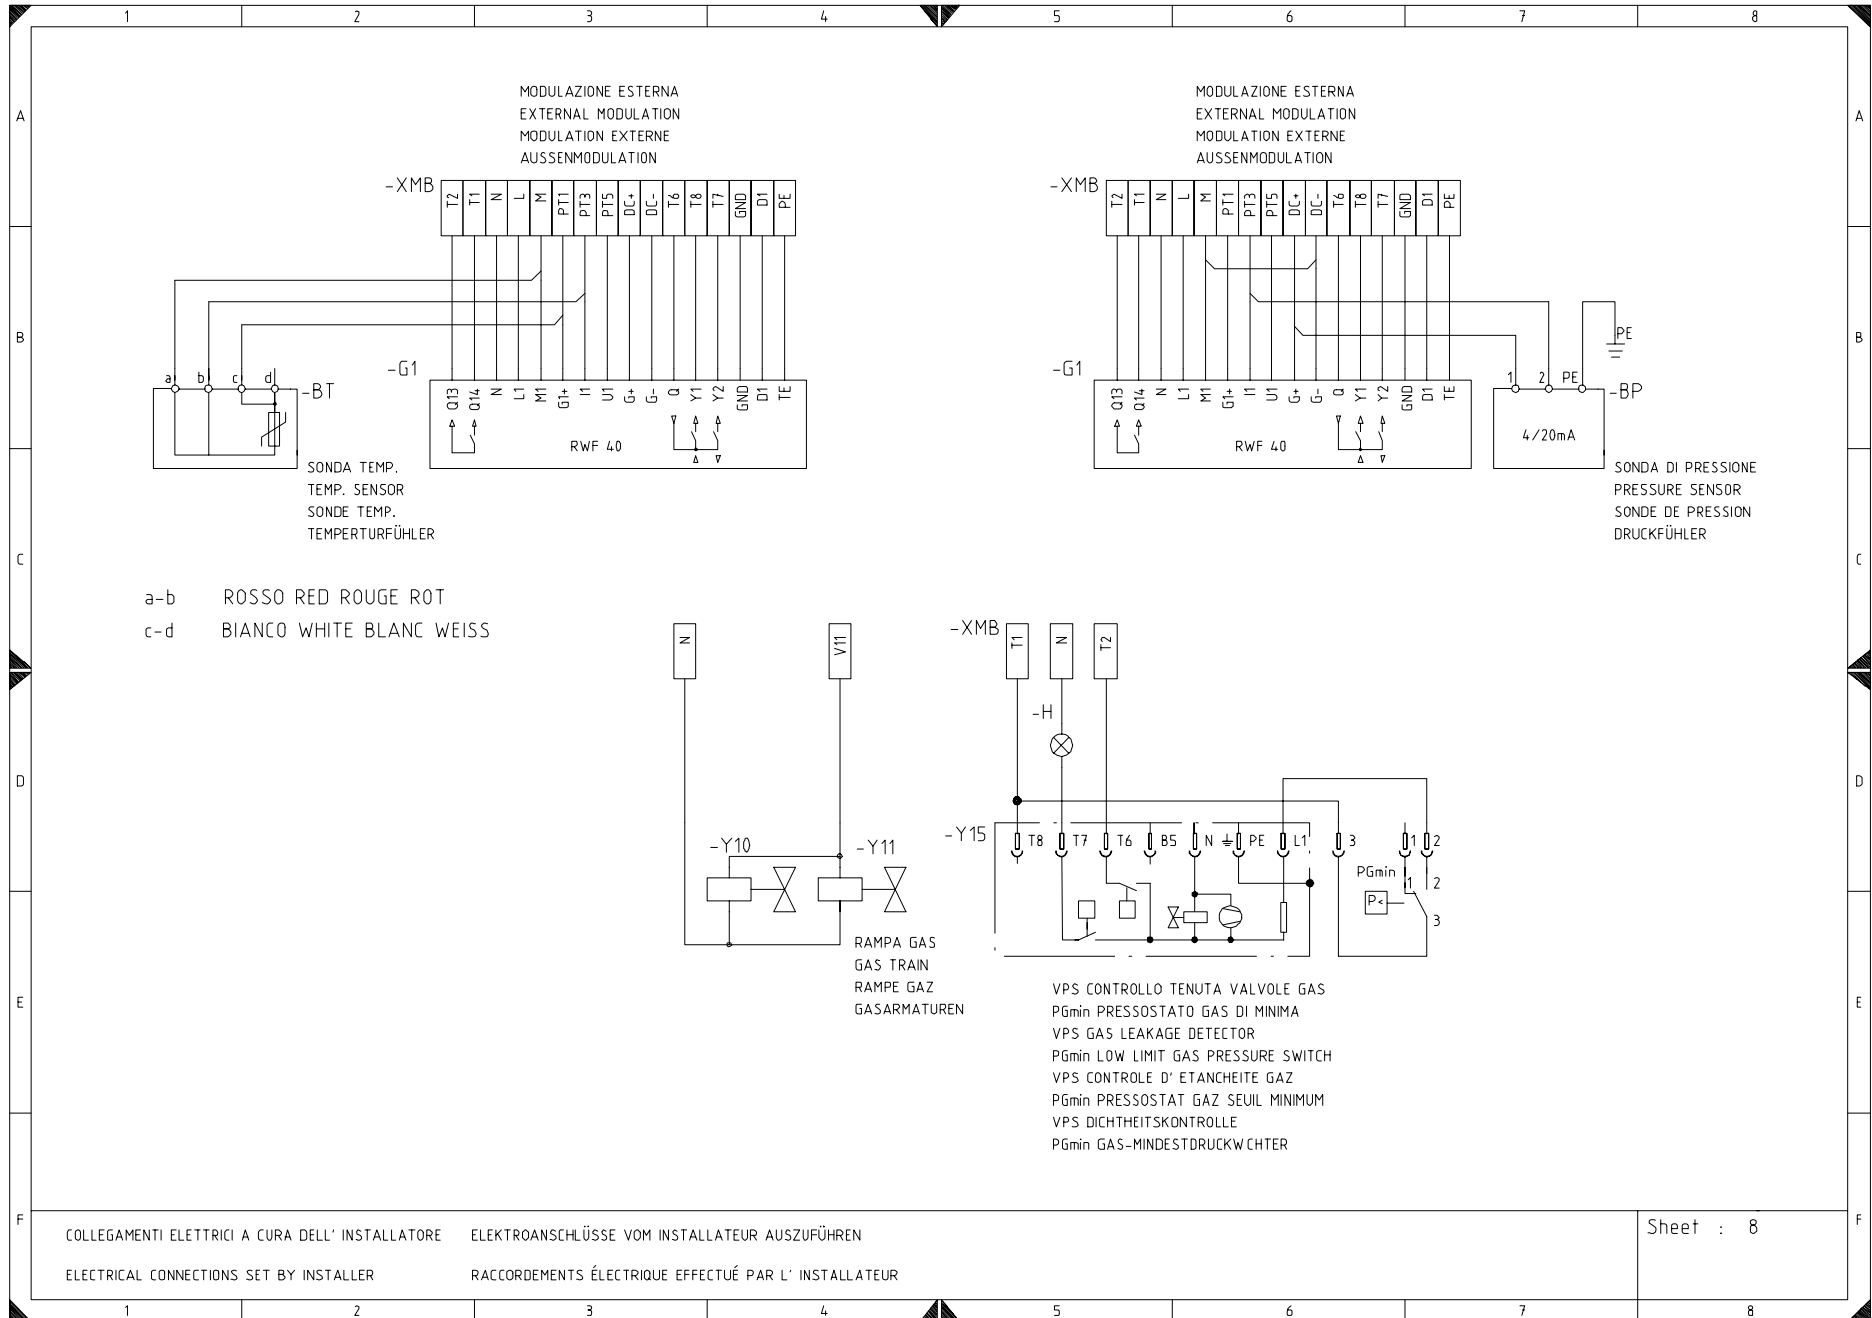 1 2 3 4 5 6 7 8
A A
B B
C C
D D
E E
F F
MODULAZIONE ESTERNA
EXTERNAL MODULATION
MODULATION EXTERNE
AUSSENMODULATION
-XMB
T2 T1 N L M PT1 PT3 PT5 DC+ DC- T6 T8 T7 GND D1 PE
-G1
Q13 Q14 N L1 M1 G1+ I1 U1 G+ G- Q Y1 Y2 GND D1 TE
RWF 40
a b c d
-BT
SONDA TEMP.
TEMP. SENSOR
SONDE TEMP.
TEMPERTURFÜHLER
a-b ROSSO RED ROUGE ROT
c-d BIANCO WHITE BLANC WEISS
MODULAZIONE ESTERNA
EXTERNAL MODULATION
MODULATION EXTERNE
AUSSENMODULATION
-XMB
T2 T1 N L M PT1 PT3 PT5 DC+ DC- T6 T8 T7 GND D1 PE
-G1
Q13 Q14 N L1 M1 G1+ I1 U1 G+ G- Q Y1 Y2 GND D1 TE
RWF 40
PE
1 2 PE
-BP
4/20mA
SONDA DI PRESSIONE
PRESSURE SENSOR
SONDE DE PRESSION
DRUCKFÜHLER
N V11
-Y10 -Y11
RAMPA GAS
GAS TRAIN
RAMPE GAZ
GASARMATUREN
-XMB
T1 N T2
-H
-Y15
T8 T7 T6 B5 N PE L1 3 1 2
PGmin 1 2
P<
3
VPS CONTROLLO TENUTA VALVOLE GAS
PGmin PRESSOSTATO GAS DI MINIMA
VPS GAS LEAKAGE DETECTOR
PGmin LOW LIMIT GAS PRESSURE SWITCH
VPS CONTROLE D' ETANCHEITE GAZ
PGmin PRESSOSTAT GAZ SEUIL MINIMUM
VPS DICHTHEITSKONTROLLE
PGmin GAS-MINDESTDRUCKW CHTER
COLLEGAMENTI ELETTRICI A CURA DELL' INSTALLATORE ELEKTROANSCHLÜSSE VOM INSTALLATEUR AUSZUFÜHREN
ELECTRICAL CONNECTIONS SET BY INSTALLER RACCORDEMENTS ÉLECTRIQUE EFFECTUÉ PAR L' INSTALLATEUR
Sheet : 8
1 2 3 4 5 6 7 8